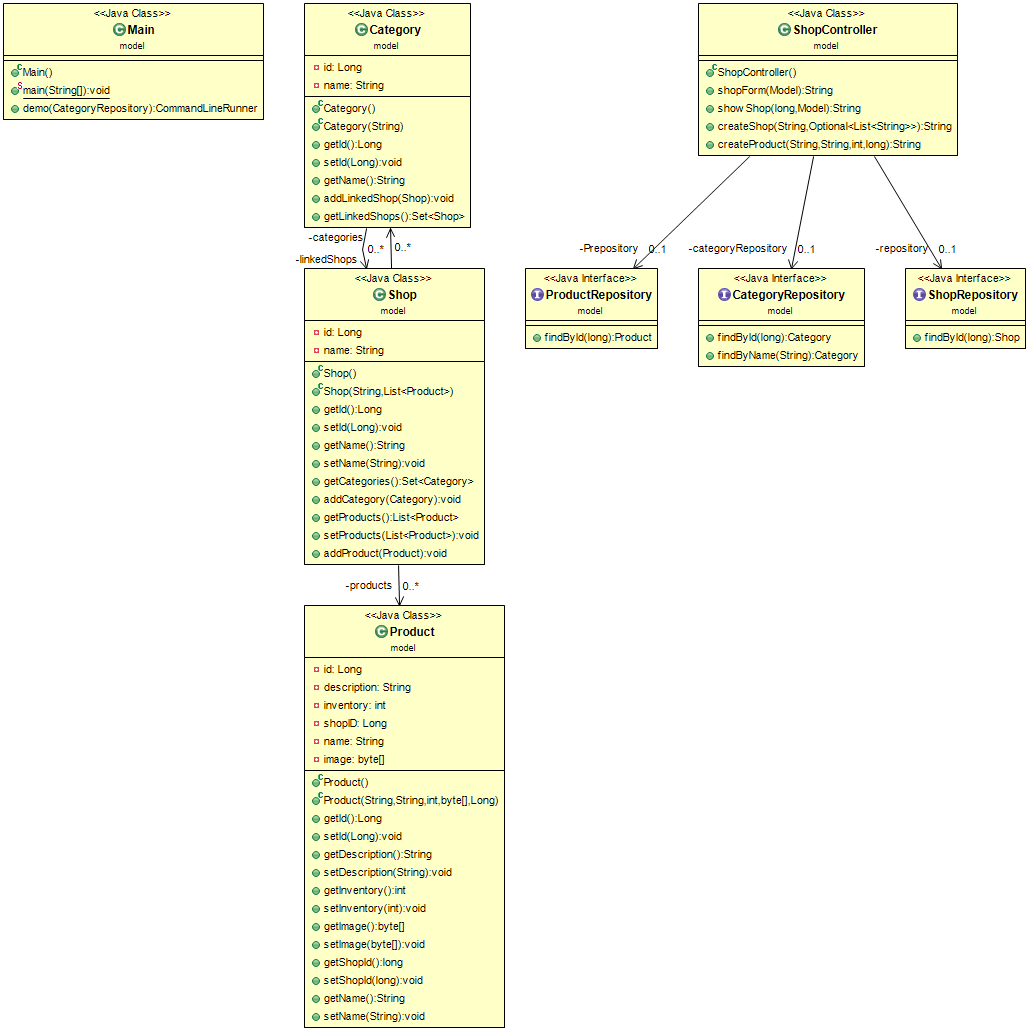 <<Java Class>>
Main
model
Main()
main(String[]):void
demo(CategoryRepository):CommandLineRunner
<<Java Class>>
Category
model
id: Long
name: String
Category()
Category(String)
getId():Long
setId(Long):void
getName():String
addLinkedShop(Shop):void
getLinkedShops():Set<Shop>
<<Java Class>>
ShopController
model
ShopController()
shopForm(Model):String
show Shop(long,Model):String
createShop(String,Optional<List<String>>):String
createProduct(String,String,int,long):String
-categories
0..*
0..*
-linkedShops
-Prepository
0..1
-categoryRepository
0..1
-repository
0..1
<<Java Class>>
Shop
model
id: Long
name: String
Shop()
Shop(String,List<Product>)
getId():Long
setId(Long):void
getName():String
setName(String):void
getCategories():Set<Category>
addCategory(Category):void
getProducts():List<Product>
setProducts(List<Product>):void
addProduct(Product):void
<<Java Interface>>
ProductRepository
model
findById(long):Product
<<Java Interface>>
CategoryRepository
model
findById(long):Category
findByName(String):Category
<<Java Interface>>
ShopRepository
model
findById(long):Shop
-products
0..*
<<Java Class>>
Product
model
id: Long
description: String
inventory: int
shopID: Long
name: String
image: byte[]
Product()
Product(String,String,int,byte[],Long)
getId():Long
setId(Long):void
getDescription():String
setDescription(String):void
getInventory():int
setInventory(int):void
getImage():byte[]
setImage(byte[]):void
getShopId():long
setShopId(long):void
getName():String
setName(String):void